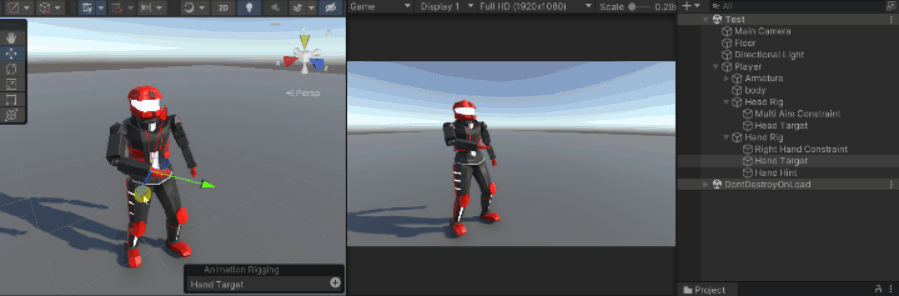 2D
Persp
Animation Rigging
Hand Target
Game
Display 1
Full HD (1920x1080)
Scale
0.29x
All
Test
Main Camera
Floor
Directional Light
Player
Armatura
body
Head Rig
Multi Aim Constraint
Head Target
Hand Rig
Right Hand Constraint
Hand Target
Hand Hint
DontDestroyOnLoad
Project